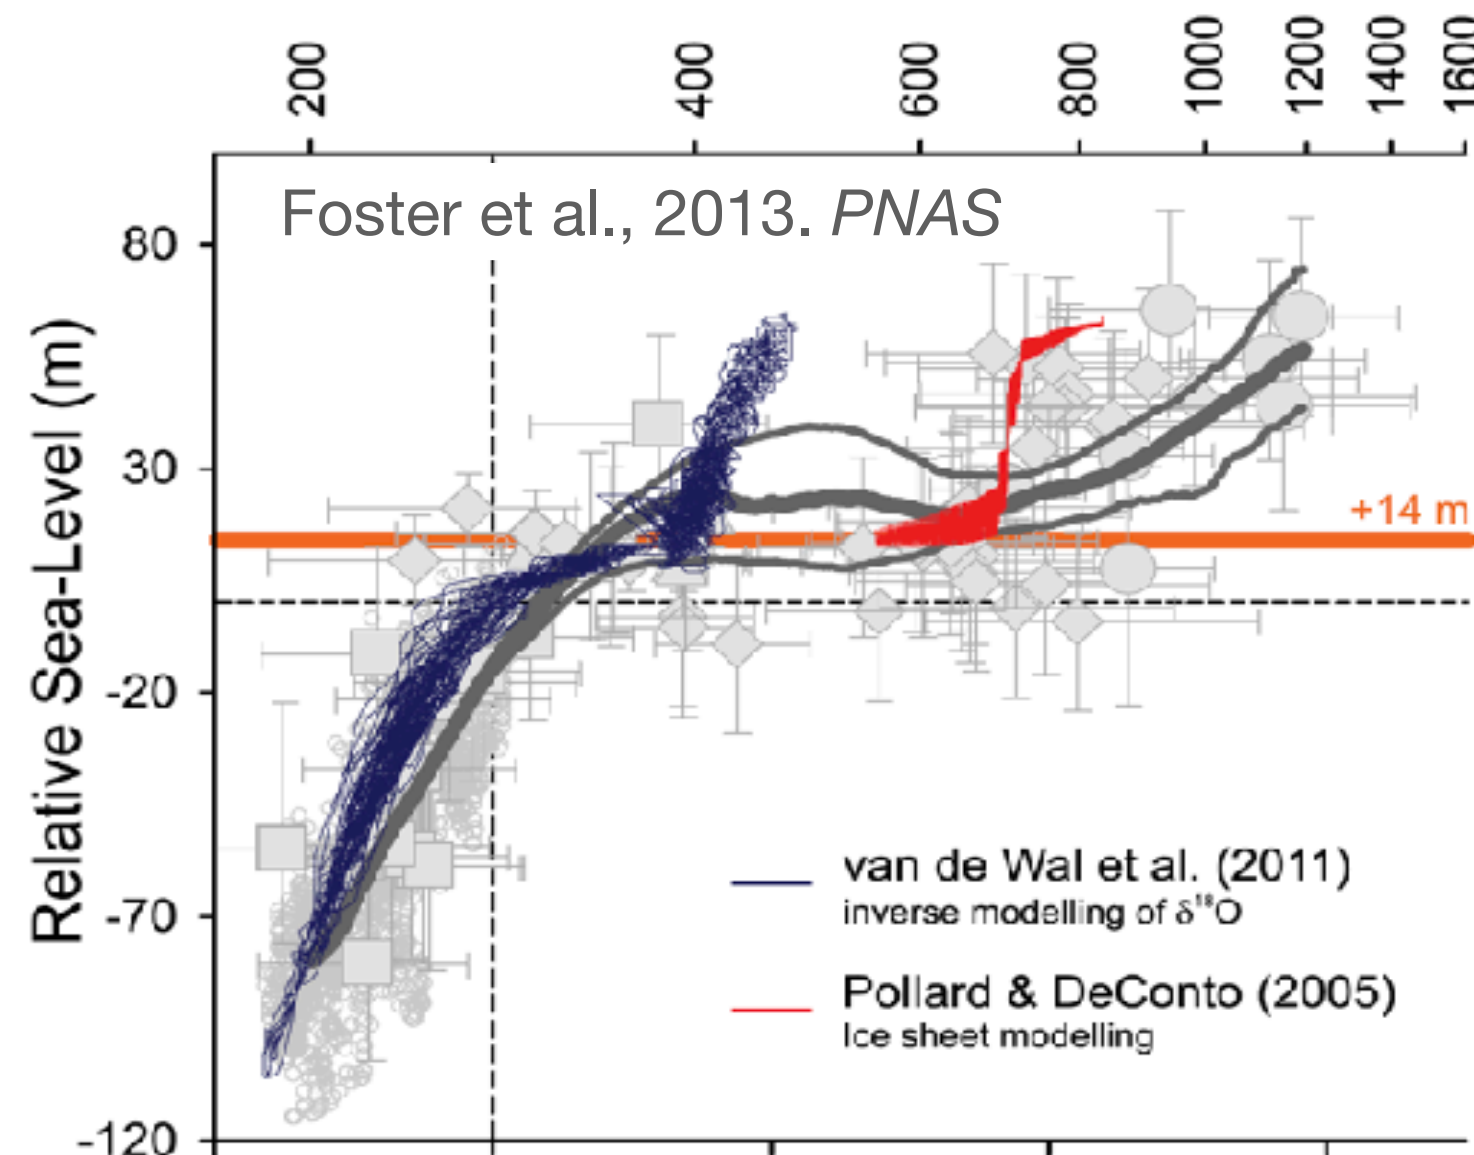 200
400
600
800
1000
1200
1400
1600
Foster et al., 2013. PNAS
80
30
-20
-70
-120
Relative Sea-Level (m)
+14 m
van de Wal et al. (2011)
inverse modelling of δ¹⁸O
Pollard & DeConto (2005)
Ice sheet modelling